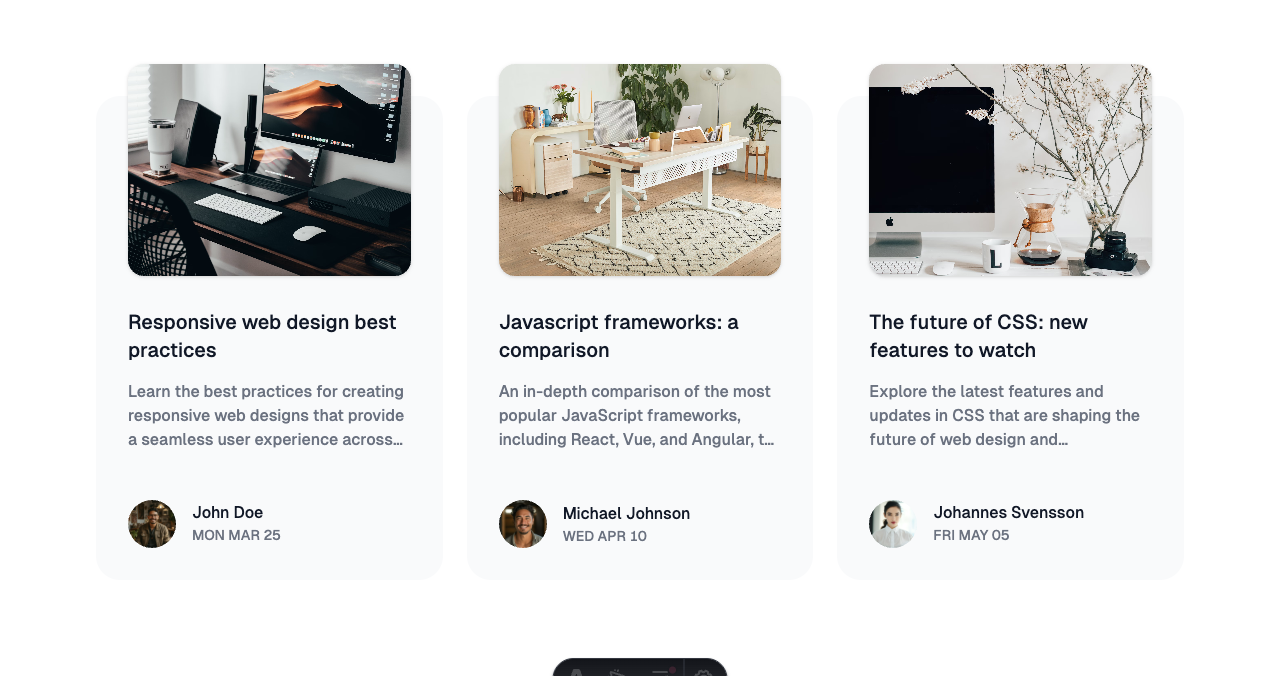 Responsive web design best
practices
Learn the best practices for creating
responsive web designs that provide
a seamless user experience across...
John Doe
MON MAR 25
Javascript frameworks: a
comparison
An in-depth comparison of the most
popular JavaScript frameworks,
including React, Vue, and Angular, t...
Michael Johnson
WED APR 10
L
The future of CSS: new
features to watch
Explore the latest features and
updates in CSS that are shaping the
future of web design and...
Johannes Svensson
FRI MAY 05